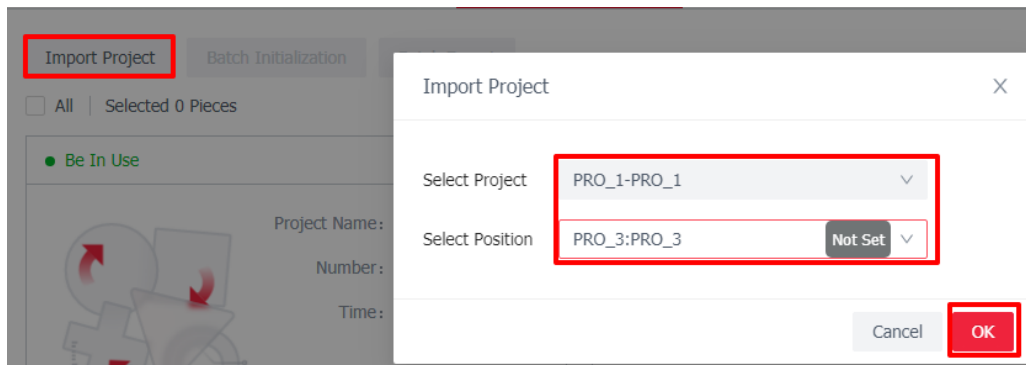 Import Project
Batch Initialization
All
Selected 0 Pieces
Be In Use
Project Name:
Number:
Time:
Import Project
Select Project
PRO_1-PRO_1
Select Position
PRO_3:PRO_3
Not Set
Cancel
OK